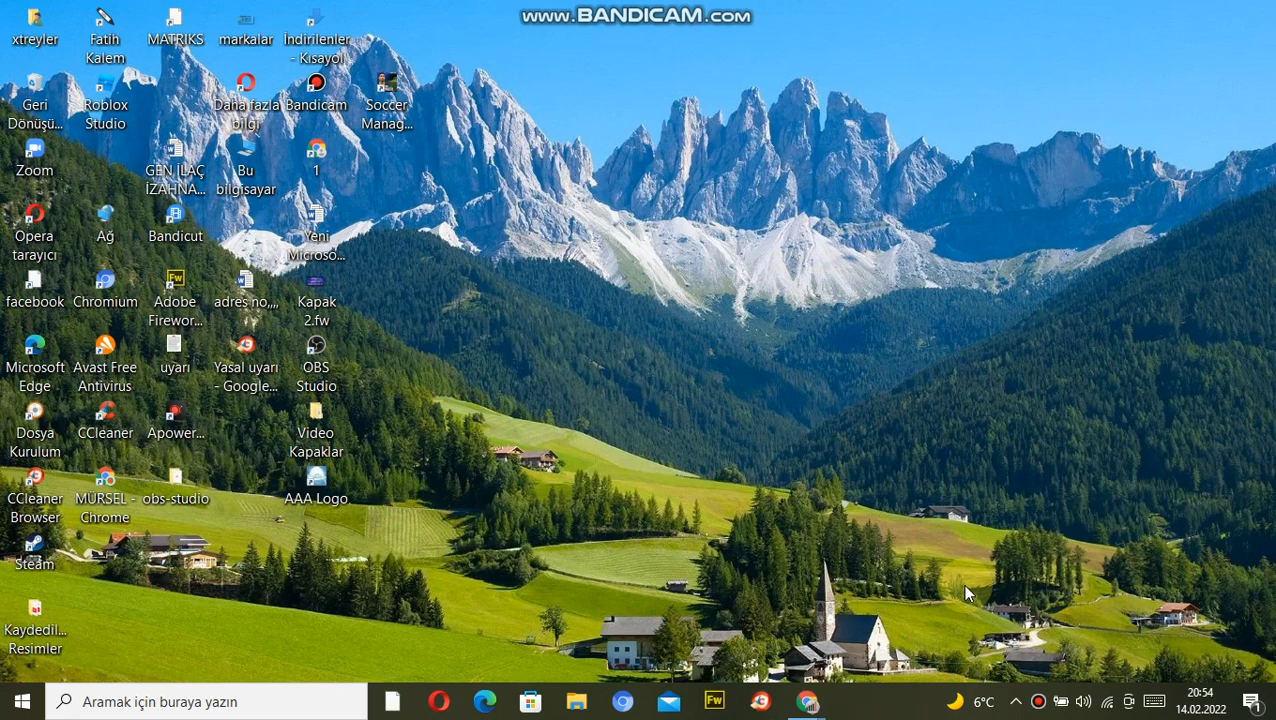 www.BANDICAM.com
xtreyler
Fatih
Kalem
MATRIKS
markalar
İndirilenler
- Kısayol
Geri
Dönüşü...
Roblox
Studio
Daha fazla
bilgi
Bandicam
Soccer
Manag...
Zoom
GEN İLAÇ
İZAHNA...
Bu
bilgisayar
1
Opera
tarayıcı
Ağ
Bandicut
Yeni
Microso...
facebook
Chromium
Fw
Adobe
Firewor...
adres no,,,,
Kapak
2.fw
Microsoft
Edge
Avast Free
Antivirus
uyarı
Yasal uyarı
- Google...
OBS
Studio
Dosya
Kurulum
CCleaner
Apower...
Video
Kapaklar
CCleaner
Browser
MÜRSEL -
Chrome
obs-studio
AAA Logo
Steam
Kaydedil...
Resimler
Aramak için buraya yazın
Fw
6°C
20:54
14.02.2022
1